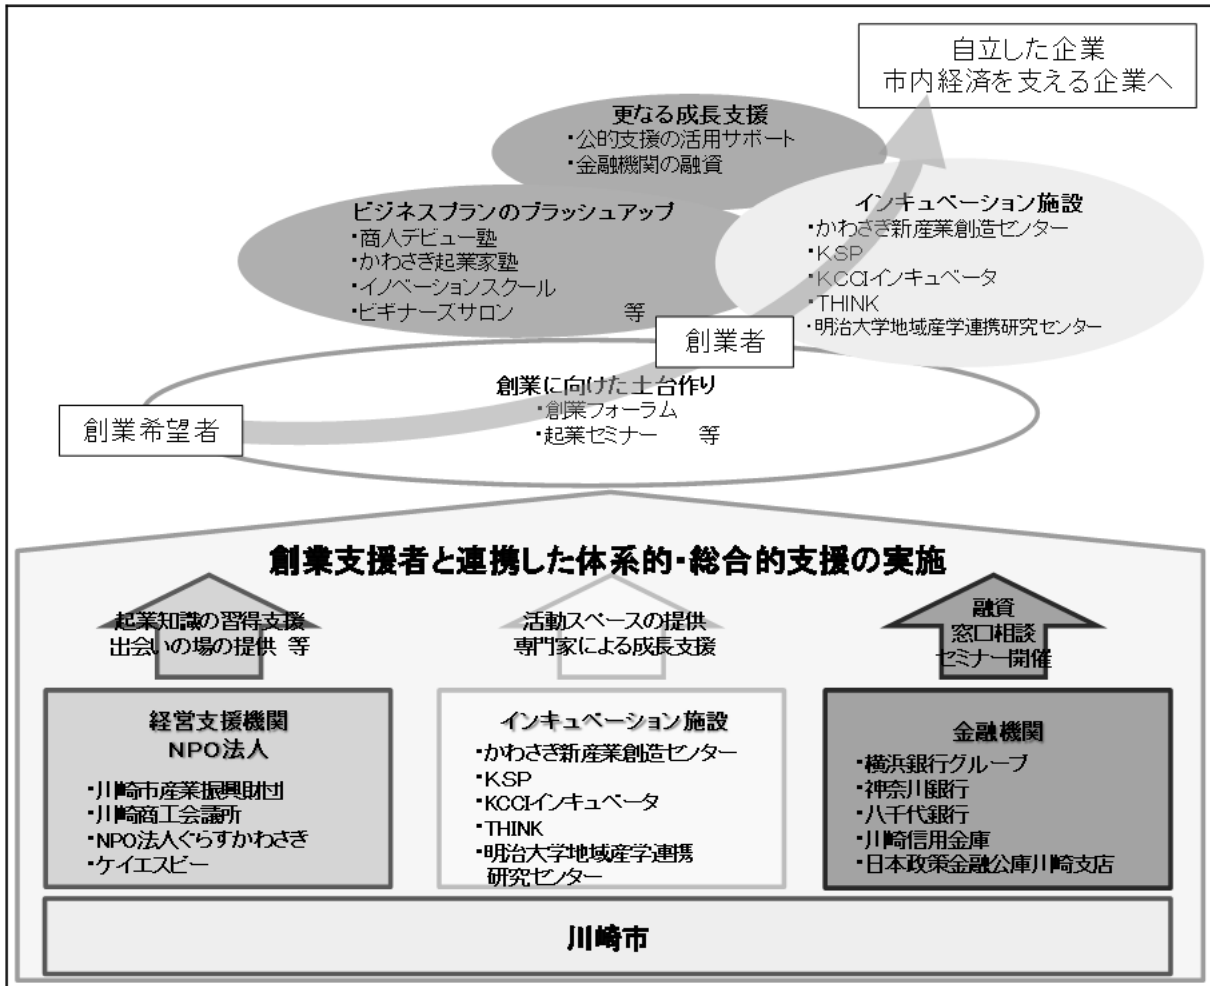 自立した企業
市内経済を支える企業へ
更なる成長支援
・公的支援の活用サポート
・金融機関の融資
ビジネスプランのブラッシュアップ
・商人デビュー塾
・かわさき起業家塾
・イノベーションスクール
・ビギナーズサロン 等
インキュベーション施設
・かわさき新産業創造センター
・KSP
・KCCIインキュベータ
・THINK
・明治大学地域産学連携研究センター
創業者
創業に向けた土台作り
・創業フォーラム
・起業セミナー 等
創業希望者
創業支援者と連携した体系的・総合的支援の実施
起業知識の習得支援
出会いの場の提供 等
活動スペースの提供
専門家による成長支援
融資
窓口相談
セミナー開催
経営支援機関
NPO法人
・川崎市産業振興財団
・川崎商工会議所
・NPO法人ぐらすかわさき
・ケイエスピー
インキュベーション施設
・かわさき新産業創造センター
・KSP
・KCCIインキュベータ
・THINK
・明治大学地域産学連携
研究センター
金融機関
・横浜銀行グループ
・神奈川銀行
・八千代銀行
・川崎信用金庫
・日本政策金融公庫川崎支店
川崎市